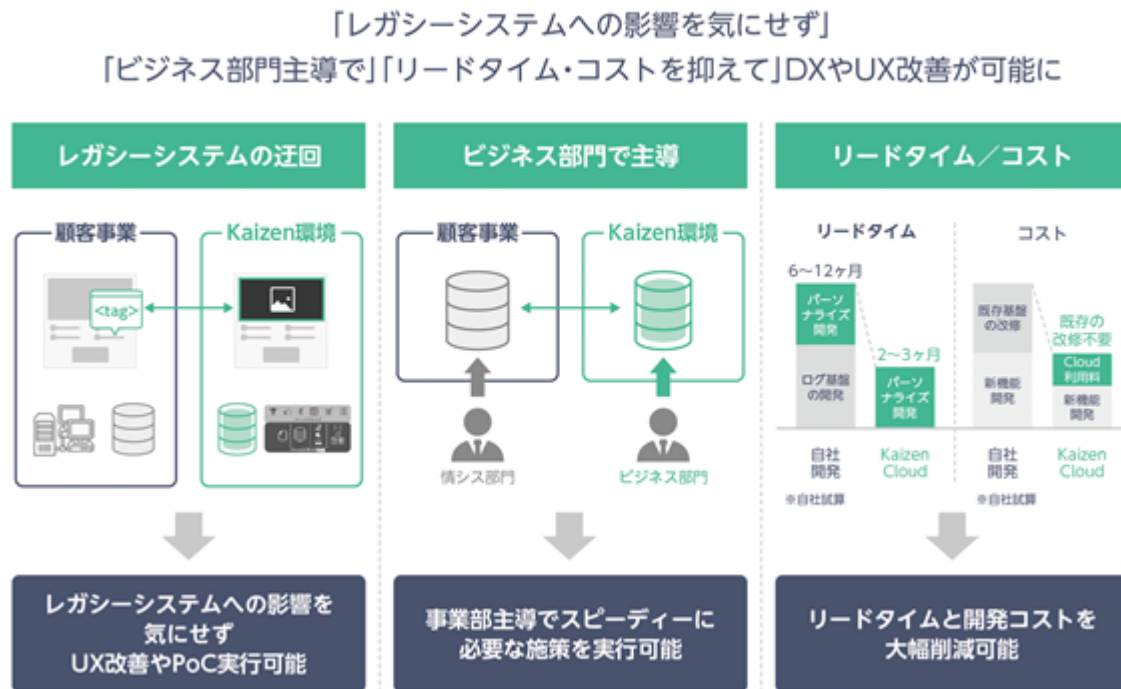 「レガシーシステムへの影響を気にせず」
「ビジネス部門主導で」「リードタイム・コストを抑えて」DXやUX改善が可能に
レガシーシステムの迂回
顧客事業
Kaizen環境
<tag>
レガシーシステムへの影響を
気にせず
UX改善やPoC実行可能
ビジネス部門で主導
顧客事業
Kaizen環境
情シス部門
ビジネス部門
事業部主導でスピーディーに
必要な施策を実行可能
リードタイム／コスト
リードタイム
6〜12ヶ月
パーソ
ナライズ
開発
ログ基盤
の開発
2〜3ヶ月
パーソ
ナライズ
開発
自社
開発
Kaizen
Cloud
※自社試算
コスト
既存基盤
の改修
新機能
開発
既存の
改修不要
Cloud
利用料
新機能
開発
自社
開発
Kaizen
Cloud
※自社試算
リードタイムと開発コストを
大幅削減可能